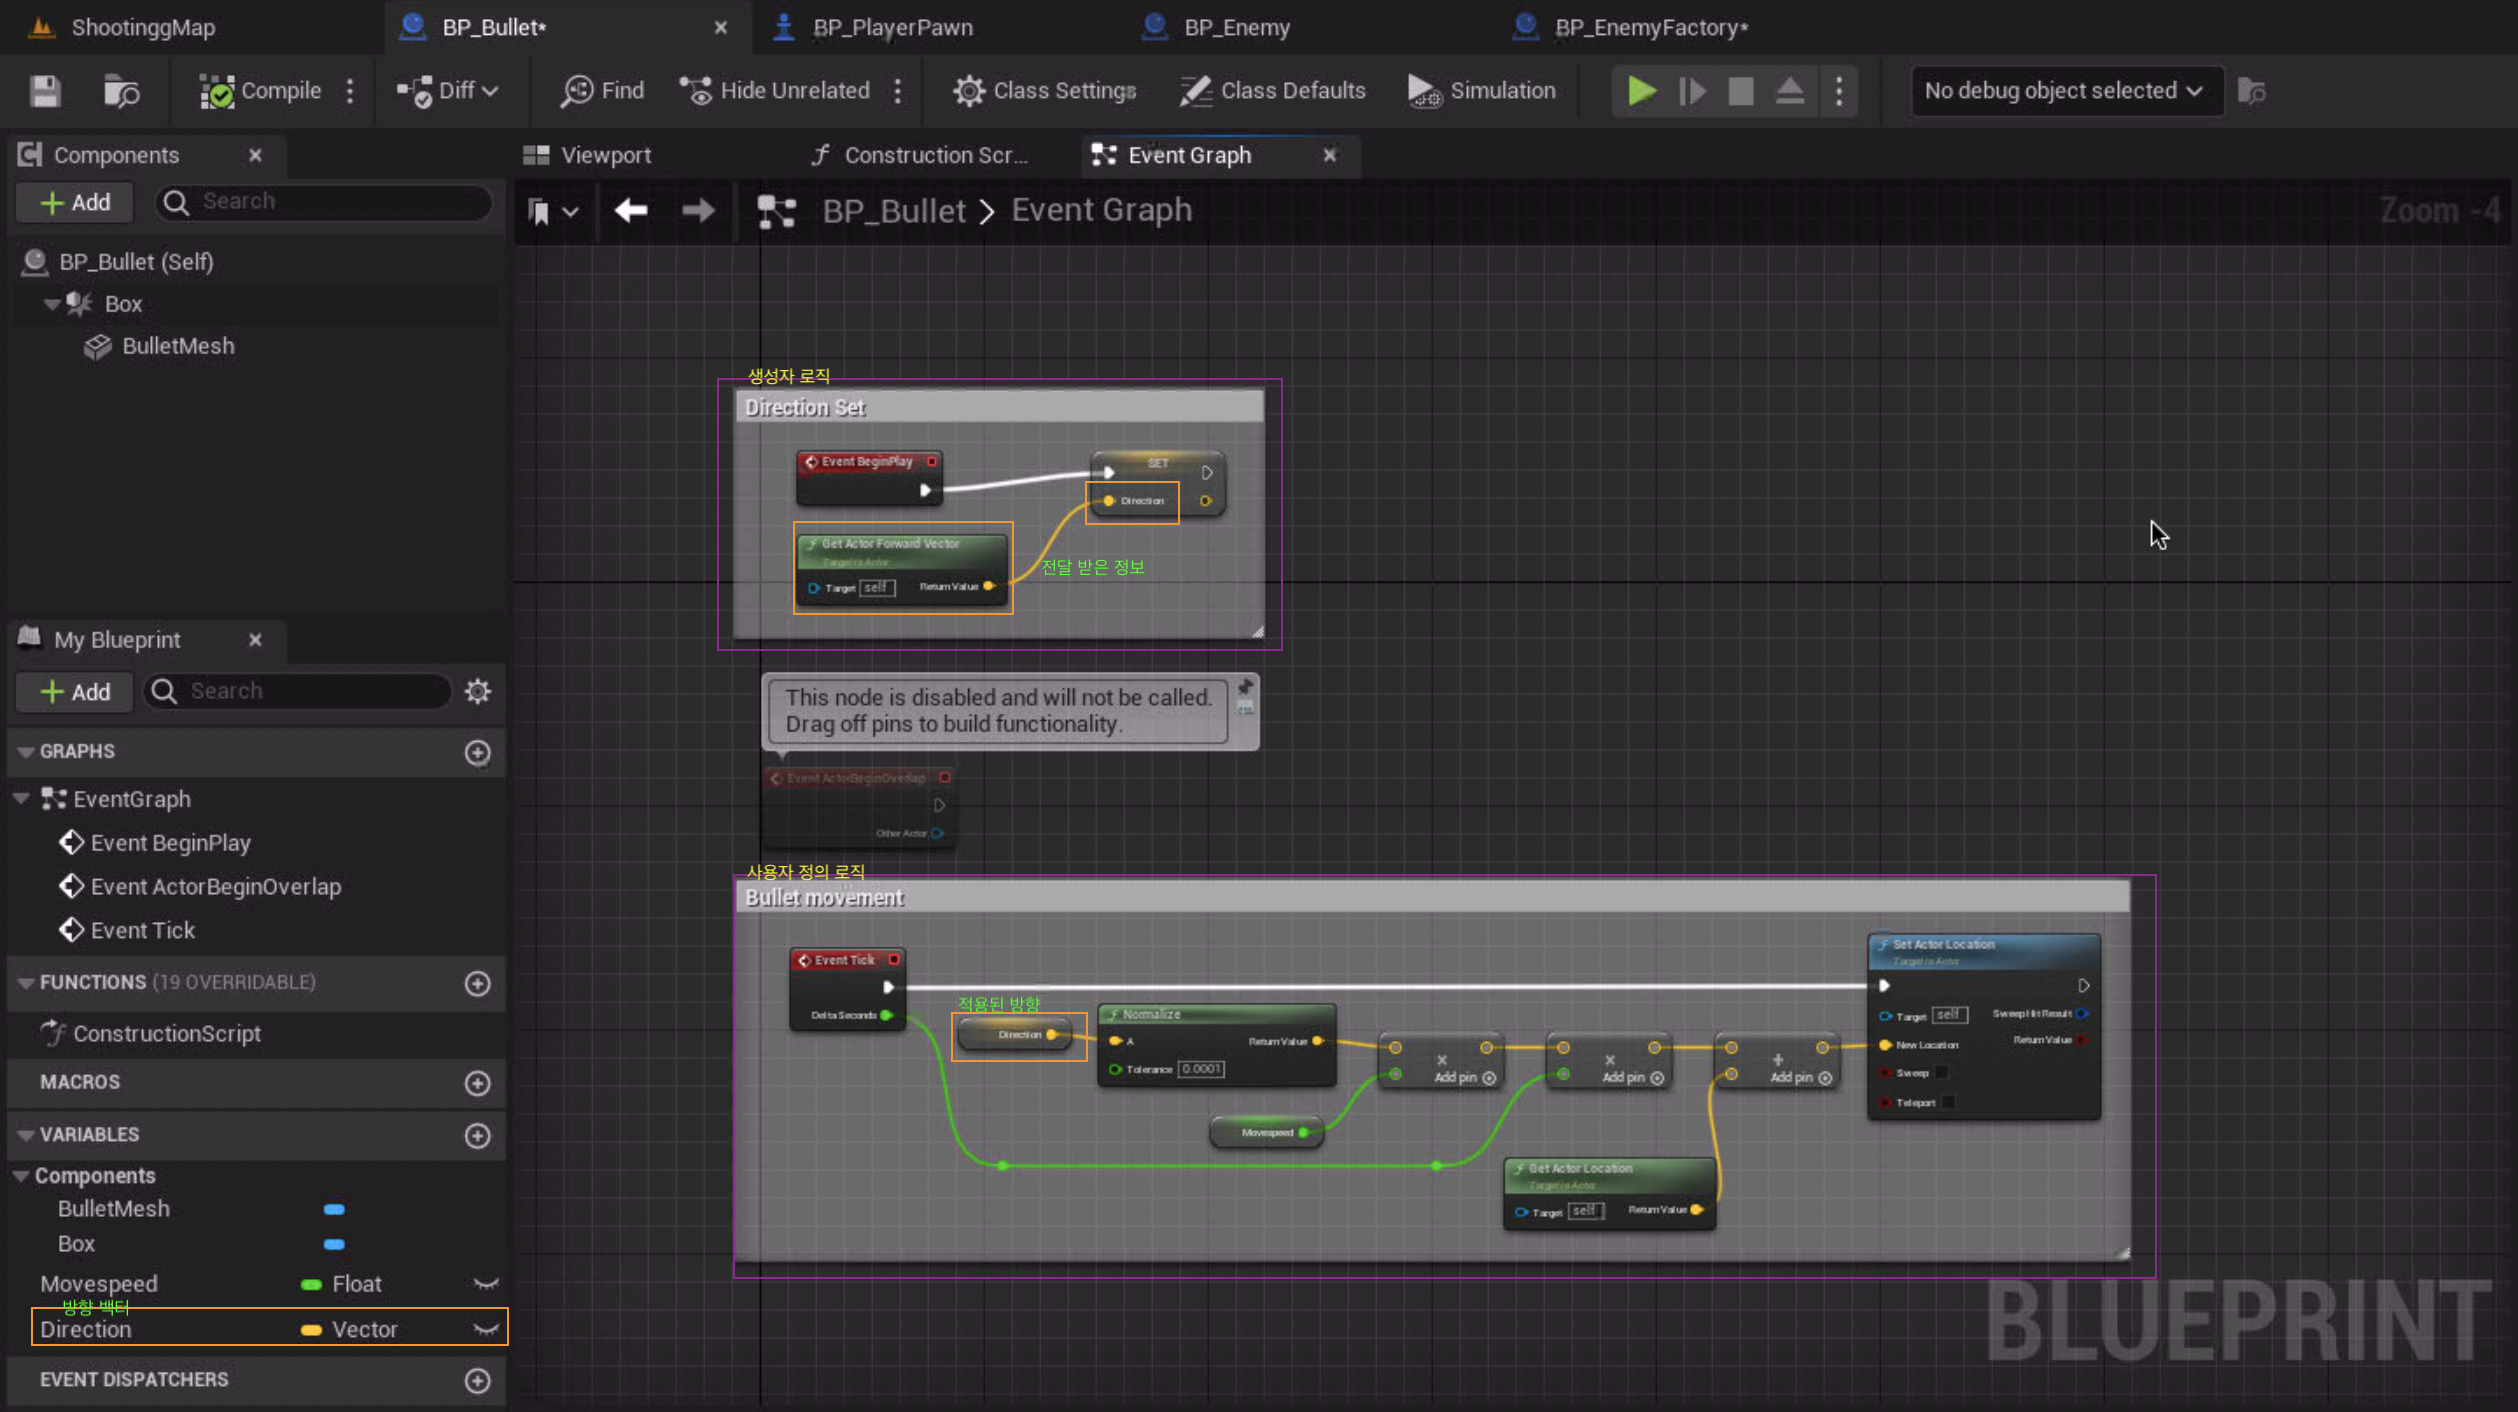 ShootinggMap
BP_Bullet*
BP_PlayerPawn
BP_Enemy
BP_EnemyFactory*
Compile
Diff
Find
Hide Unrelated
Class Settings
Class Defaults
Simulation
No debug object selected
Components
Viewport
Construction Scr...
Event Graph
Add
Search
BP_Bullet > Event Graph
Zoom -4
BP_Bullet (Self)
Box
BulletMesh
생성자 로직
Direction Set
Event BeginPlay
SET
Direction
Get Actor Forward Vector
Target is Actor
Target self
Return Value
전달 받은 정보
My Blueprint
Add
Search
This node is disabled and will not be called.
Drag off pins to build functionality.
GRAPHS
Event ActorBeginOverlap
Other Actor
EventGraph
Event BeginPlay
Event ActorBeginOverlap
Event Tick
사용자 정의 로직
Bullet movement
Event Tick
Delta Seconds
적용된 방향
Direction
Normalize
A
Return Value
Tolerance 0.0001
Movespeed
×
Add pin
×
Add pin
+
Add pin
Get Actor Location
Target is Actor
Target self
Return Value
Set Actor Location
Target is Actor
Target self
Sweep Hit Result
New Location
Return Value
Sweep
Teleport
FUNCTIONS (19 OVERRIDABLE)
ConstructionScript
MACROS
VARIABLES
Components
BulletMesh
Box
Movespeed
Float
방향 백터
Direction
Vector
EVENT DISPATCHERS
BLUEPRINT